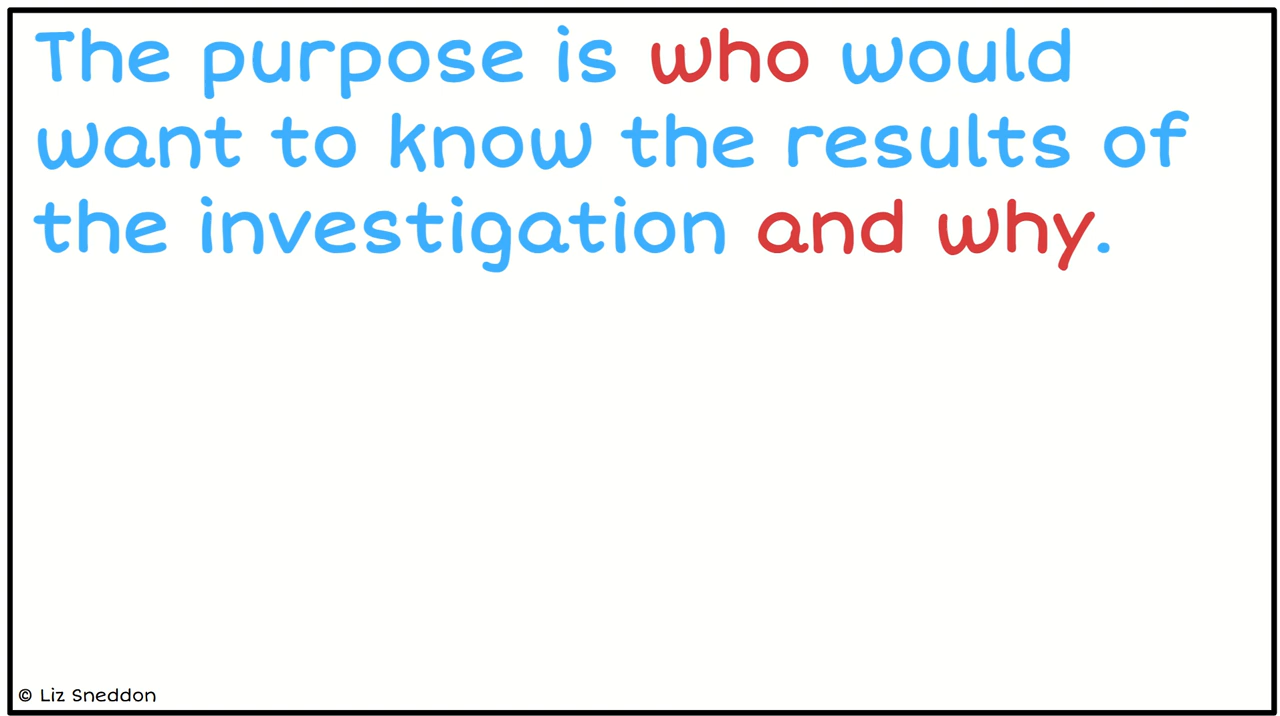 The purpose is who would
want to know the results of
the investigation and why.
© Liz Sneddon